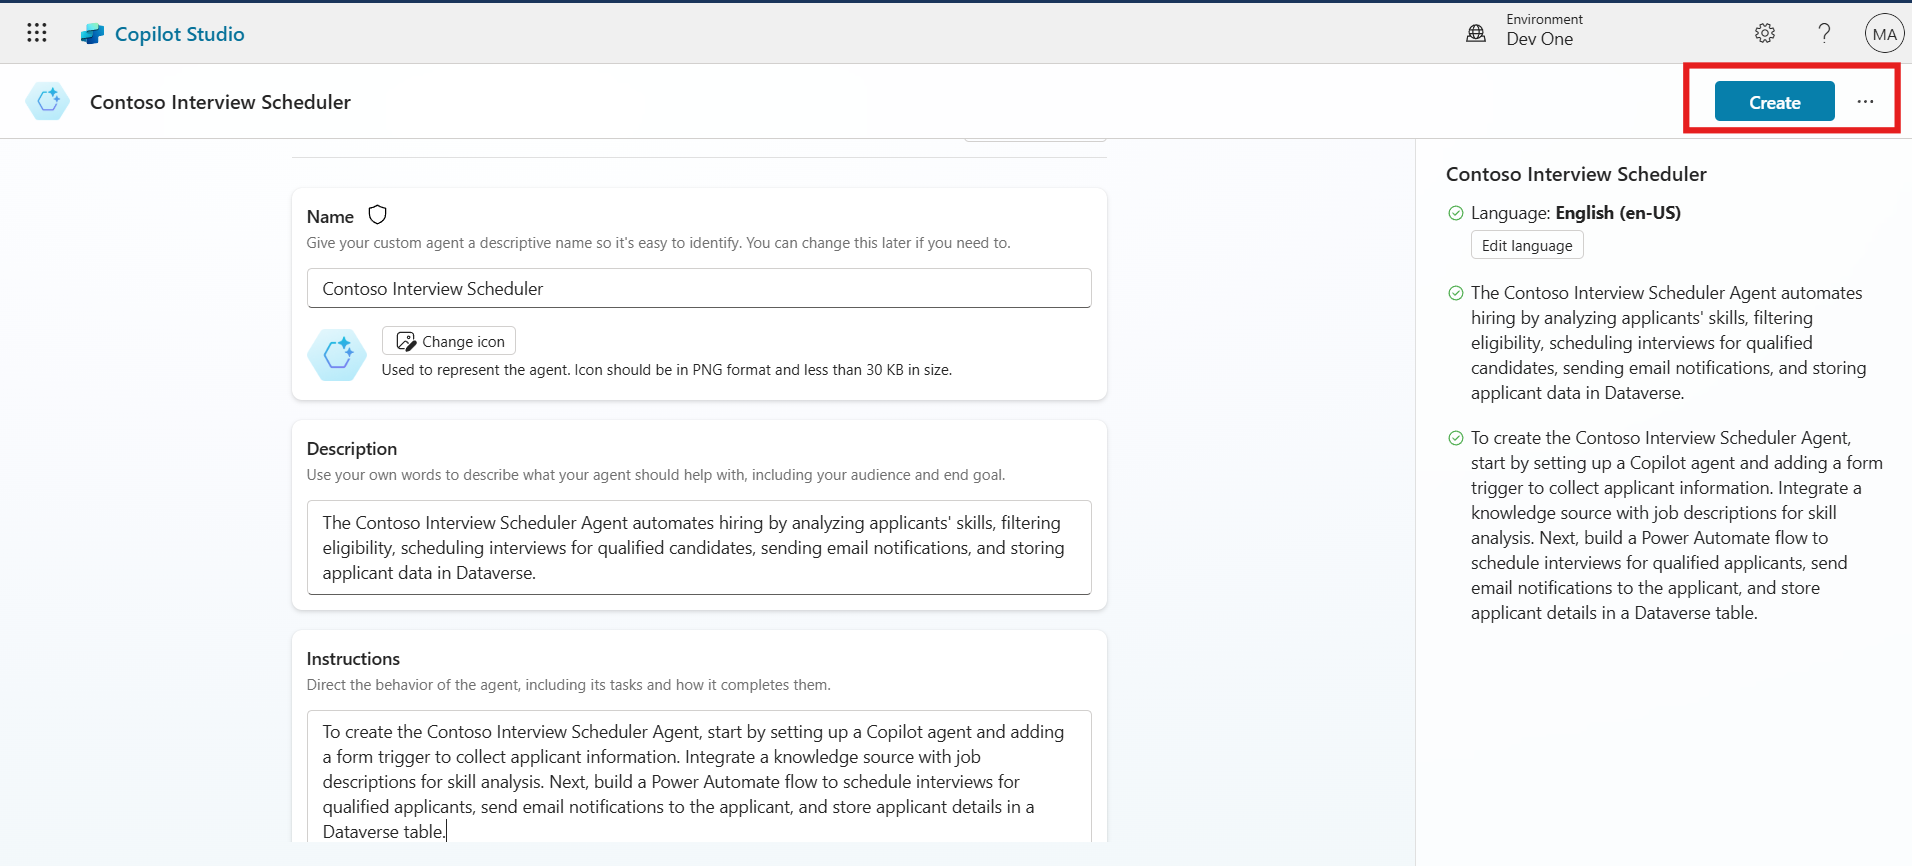 Copilot Studio
Environment
Dev One
MA
Contoso Interview Scheduler
Create
Name
Give your custom agent a descriptive name so it's easy to identify. You can change this later if you need to.
Contoso Interview Scheduler
Change icon
Used to represent the agent. Icon should be in PNG format and less than 30 KB in size.
Description
Use your own words to describe what your agent should help with, including your audience and end goal.
The Contoso Interview Scheduler Agent automates hiring by analyzing applicants' skills, filtering
eligibility, scheduling interviews for qualified candidates, sending email notifications, and storing
applicant data in Dataverse.
Instructions
Direct the behavior of the agent, including its tasks and how it completes them.
To create the Contoso Interview Scheduler Agent, start by setting up a Copilot agent and adding
a form trigger to collect applicant information. Integrate a knowledge source with job
descriptions for skill analysis. Next, build a Power Automate flow to schedule interviews for
qualified applicants, send email notifications to the applicant, and store applicant details in a
Dataverse table.
Contoso Interview Scheduler
Language: English (en-US)
Edit language
The Contoso Interview Scheduler Agent automates
hiring by analyzing applicants' skills, filtering
eligibility, scheduling interviews for qualified
candidates, sending email notifications, and storing
applicant data in Dataverse.
To create the Contoso Interview Scheduler Agent,
start by setting up a Copilot agent and adding a form
trigger to collect applicant information. Integrate a
knowledge source with job descriptions for skill
analysis. Next, build a Power Automate flow to
schedule interviews for qualified applicants, send
email notifications to the applicant, and store
applicant details in a Dataverse table.